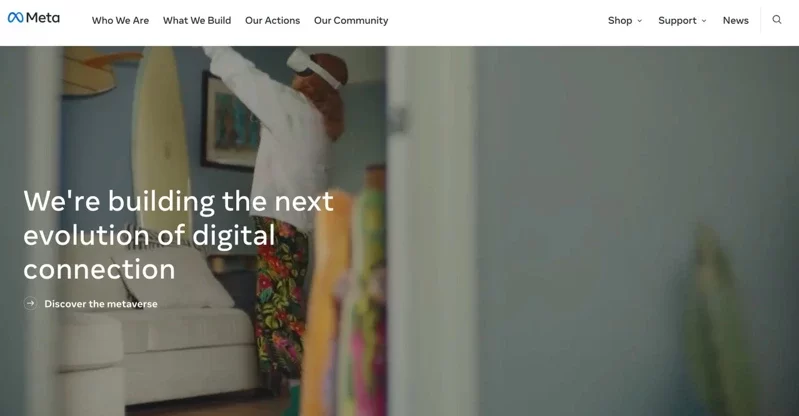 Meta
Who We Are
What We Build
Our Actions
Our Community
Shop
Support
News
We're building the next
evolution of digital
connection
Discover the metaverse